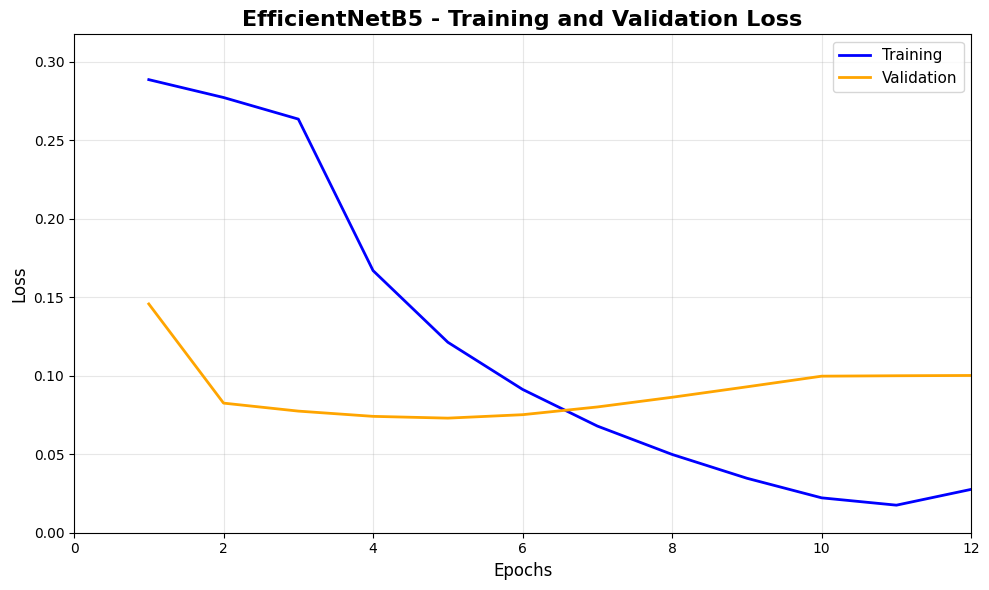 EfficientNetB5 - Training and Validation Loss
Training
Validation
Loss
0.30
0.25
0.20
0.15
0.10
0.05
0.00
0 2 4 6 8 10 12
Epochs